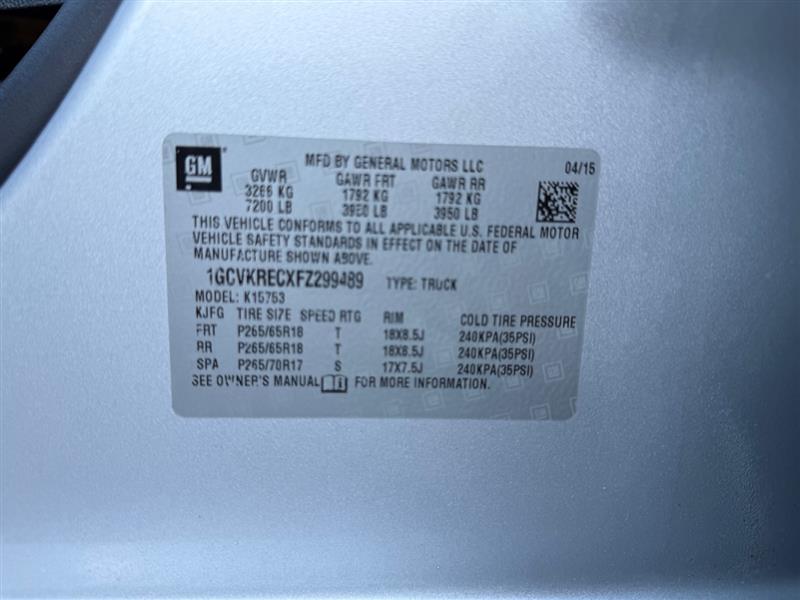 GM
MFD BY GENERAL MOTORS LLC
04/15
GVWR GAWR FRT GAWR RR
3266 KG 1792 KG 1792 KG
7200 LB 3950 LB 3950 LB
THIS VEHICLE CONFORMS TO ALL APPLICABLE U.S. FEDERAL MOTOR
VEHICLE SAFETY STANDARDS IN EFFECT ON THE DATE OF
MANUFACTURE SHOWN ABOVE.
1GCVKRECXFZ299489 TYPE: TRUCK
MODEL: K15753
KJFG TIRE SIZE SPEED RTG RIM COLD TIRE PRESSURE
FRT P265/65R18 T 18X8.5J 240KPA(35PSI)
RR P265/65R18 T 18X8.5J 240KPA(35PSI)
SPA P265/70R17 S 17X7.5J 240KPA(35PSI)
SEE OWNER'S MANUAL FOR MORE INFORMATION.